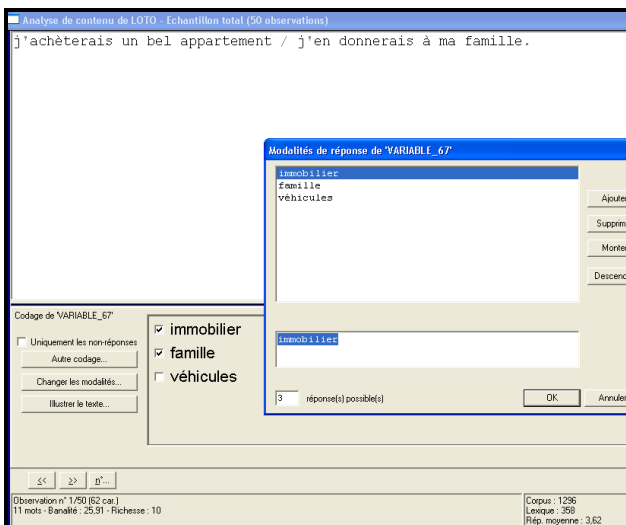 Analyse de contenu de LOTO - Echantillon total (50 observations)
j'achèterais un bel appartement / j'en donnerais à ma famille.
Modalités de réponse de 'VARIABLE_67'
immobilier
famille
véhicules
Ajouter
Supprim
Monter
Descend
immobilier
3 réponse(s) possible(s)
OK
Annuler
Codage de 'VARIABLE_67'
Uniquement les non-réponses
Autre codage...
Changer les modalités...
Illustrer le texte...
immobilier
famille
véhicules
<<
>>
n°...
Observation n° 1/50 (62 car.)
11 mots - Banalité : 25,91 - Richesse : 10
Corpus : 1296
Lexique : 358
Rép. moyenne : 3,62